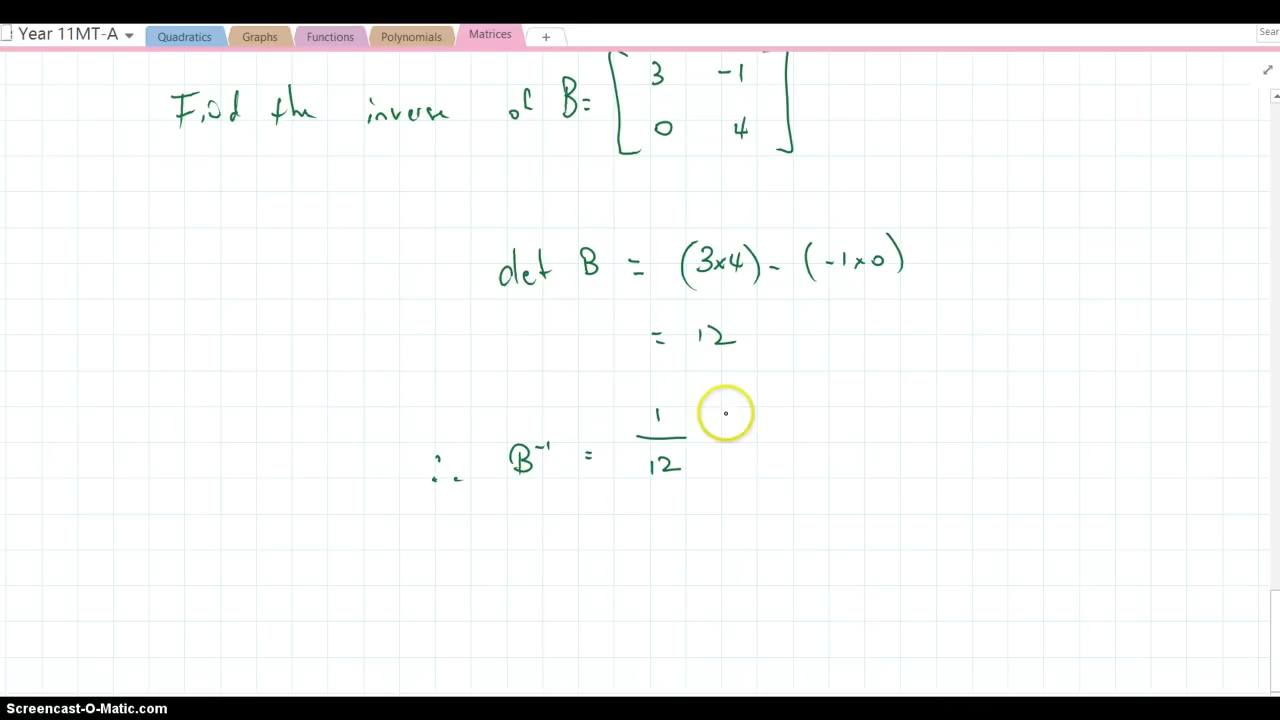 Year 11MT-A Quadratics Graphs Functions Polynomials Matrices + Sear
Find the inverse of B= [ 3 -1
0 4 ]
det B = (3×4) - (-1×0)
= 12
∴ B⁻¹ = 1/12
Screencast-O-Matic.com